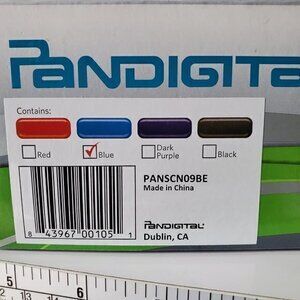 PANDIGITAL
Contains:
Red
Blue
Dark
Purple
Black
PANSCN09BE
Made in China
8 43967 00105 1
PANDIGITAL
Dublin, CA
5 6